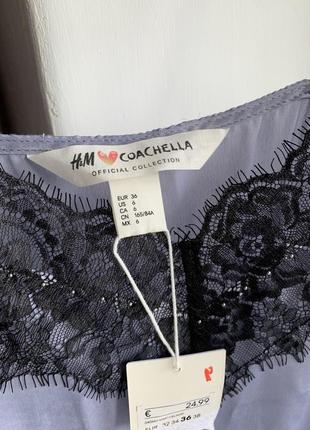 H&M COACHELLA
OFFICIAL COLLECTION
EUR 36
US 6
CA 6
CN 165/84A
MX 6
€ 24.99
EUR 32 34 36 38